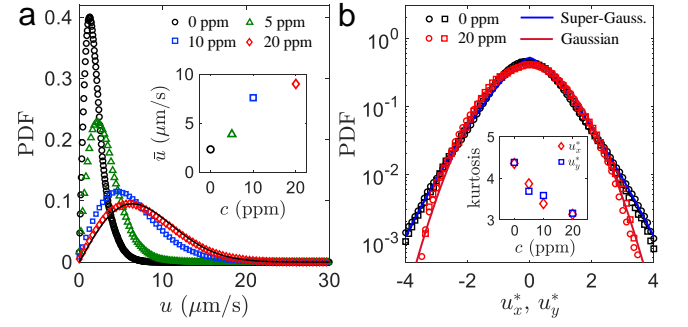 a
0 ppm
5 ppm
10 ppm
20 ppm
PDF
0.4
0.3
0.2
0.1
0
0
10
20
30
u (μm/s)
ū (μm/s)
10
5
0
0
10
20
c (ppm)
b
0 ppm
20 ppm
Super-Gauss.
Gaussian
PDF
10⁰
10⁻¹
10⁻²
10⁻³
-4
-2
0
2
4
u*ₓ, u*ᵧ
kurtosis
5
4
3
0
10
20
c (ppm)
u*ₓ
u*ᵧ